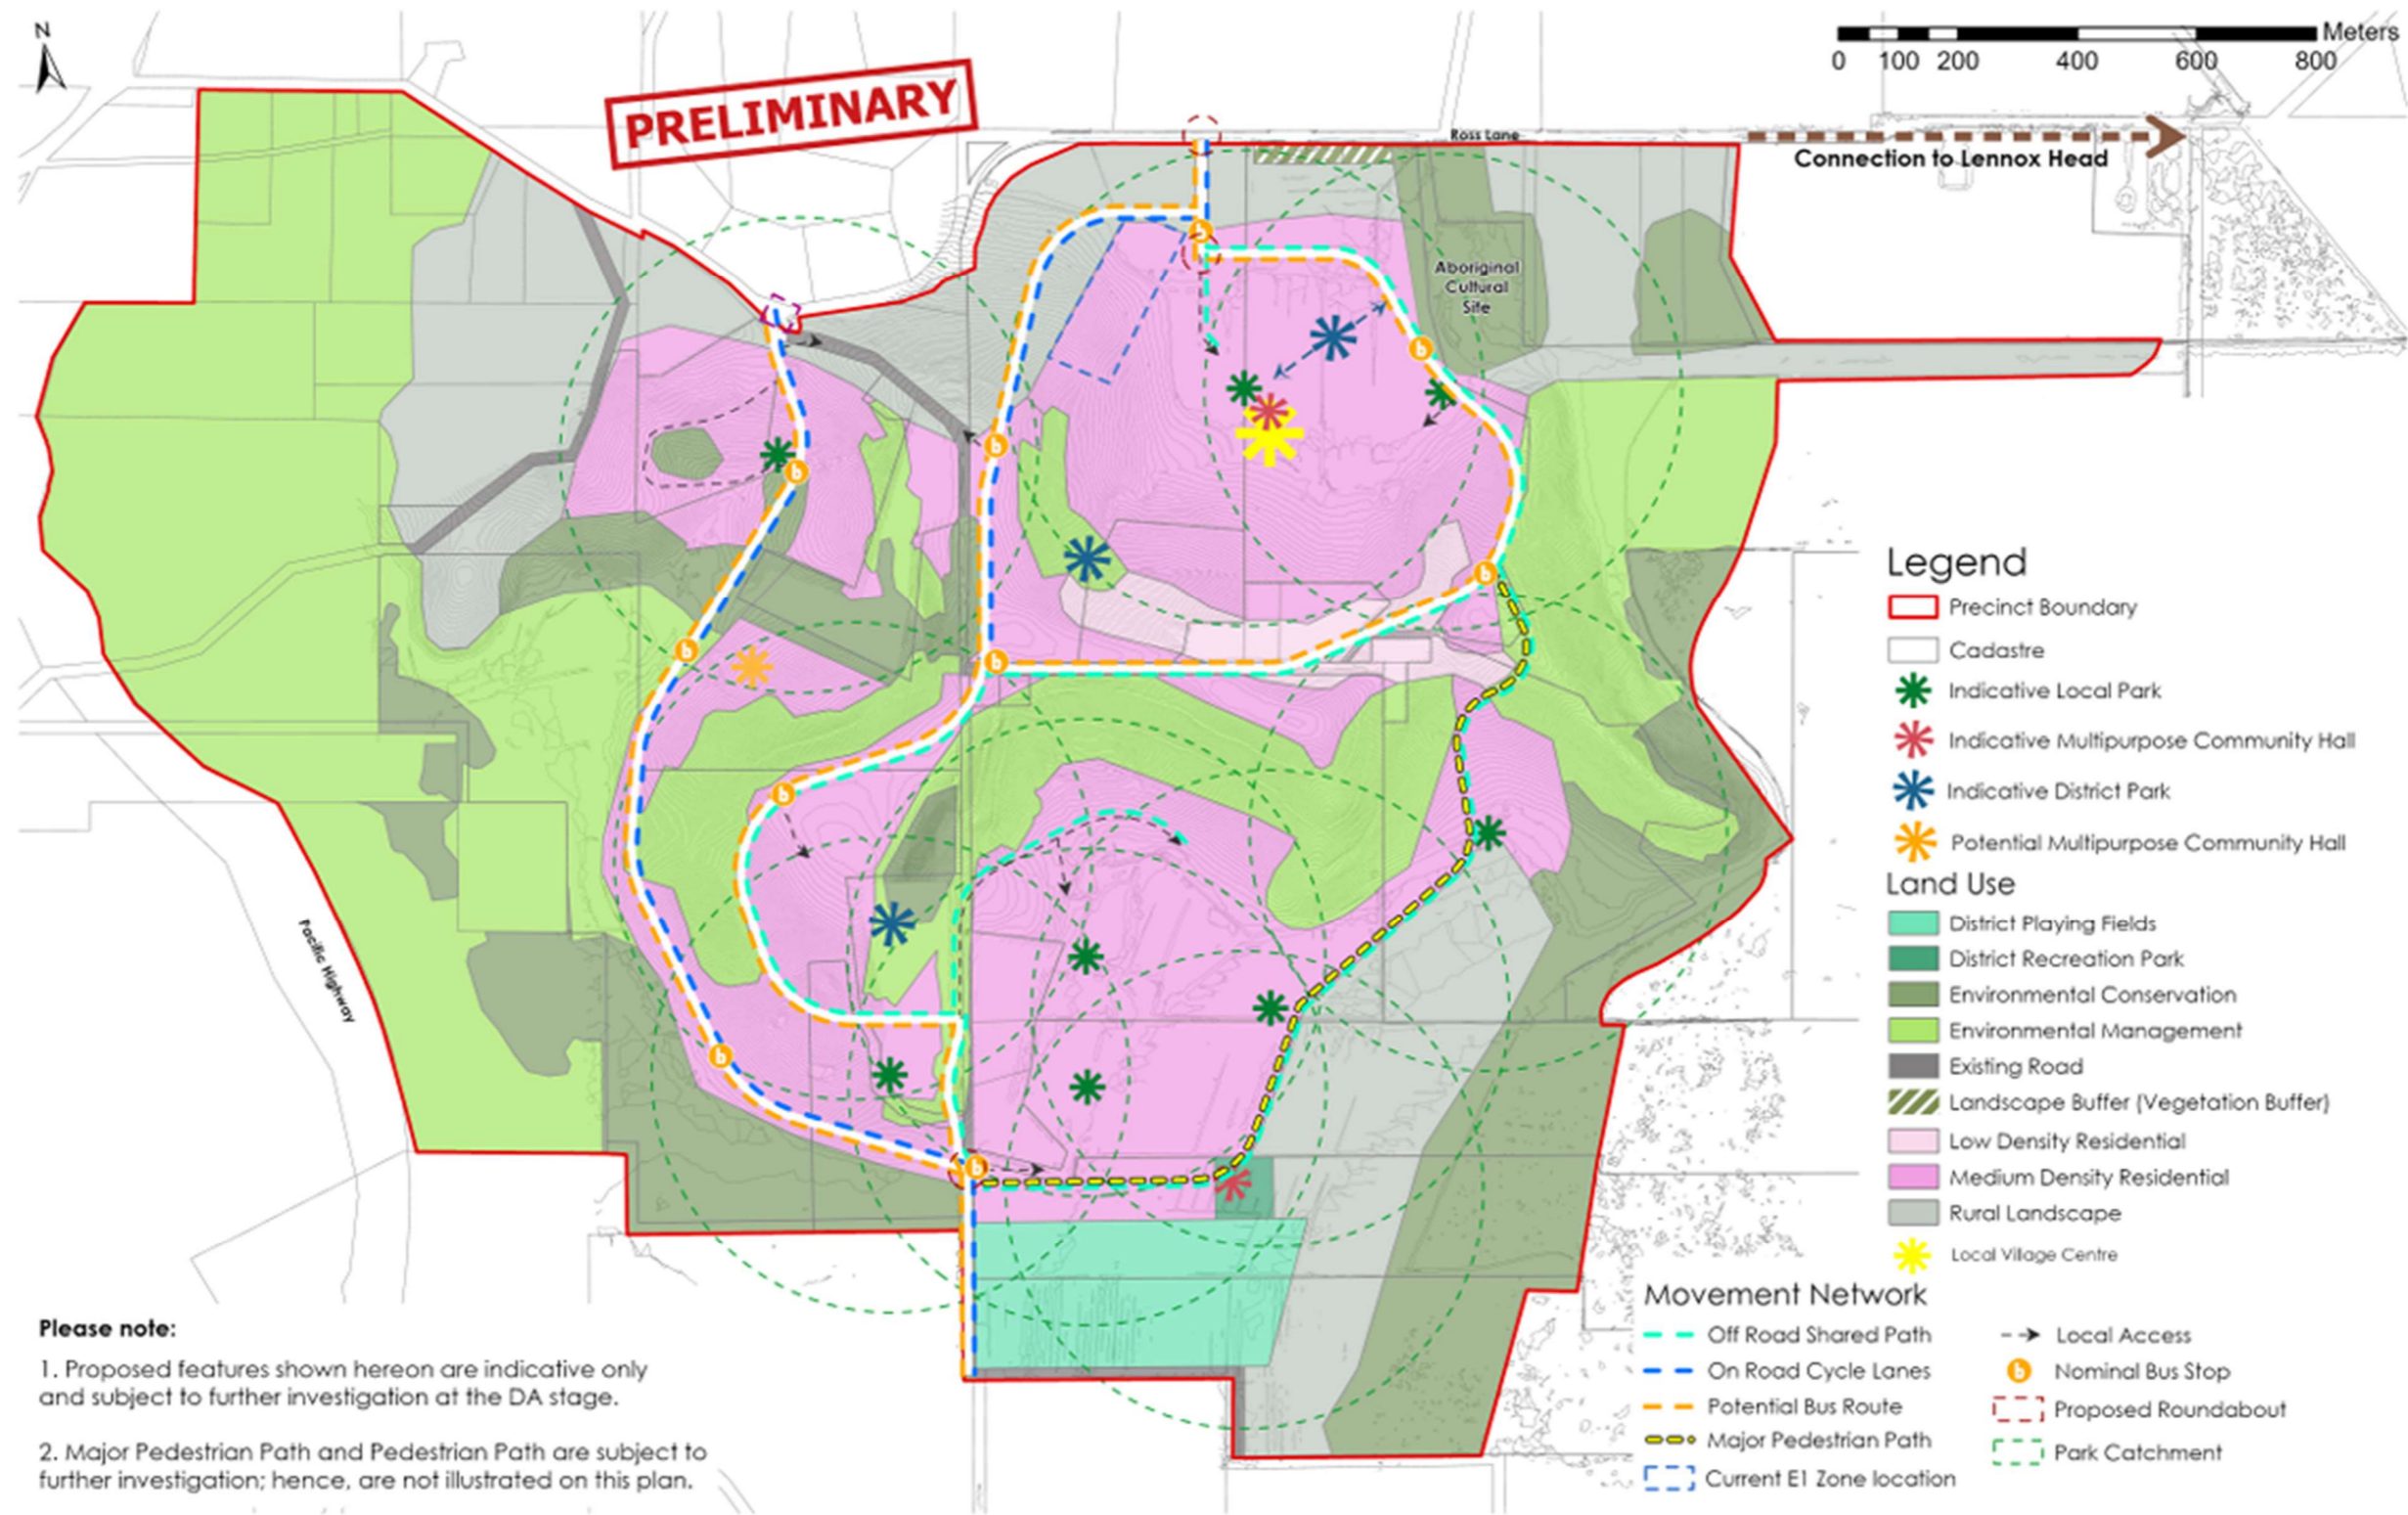 N
PRELIMINARY
Meters
0 100 200 400 600 800
Ross Lane
Connection to Lennox Head
Aboriginal
Cultural
Site
b
b
b
b
b
b
b
b
b
b
Pacific Highway
Legend
Precinct Boundary
Cadastre
Indicative Local Park
Indicative Multipurpose Community Hall
Indicative District Park
Potential Multipurpose Community Hall
Land Use
District Playing Fields
District Recreation Park
Environmental Conservation
Environmental Management
Existing Road
Landscape Buffer (Vegetation Buffer)
Low Density Residential
Medium Density Residential
Rural Landscape
Local Village Centre
Movement Network
Off Road Shared Path
On Road Cycle Lanes
Potential Bus Route
Major Pedestrian Path
Current E1 Zone location
Local Access
b Nominal Bus Stop
Proposed Roundabout
Park Catchment
Please note:
1. Proposed features shown hereon are indicative only
and subject to further investigation at the DA stage.
2. Major Pedestrian Path and Pedestrian Path are subject to
further investigation; hence, are not illustrated on this plan.